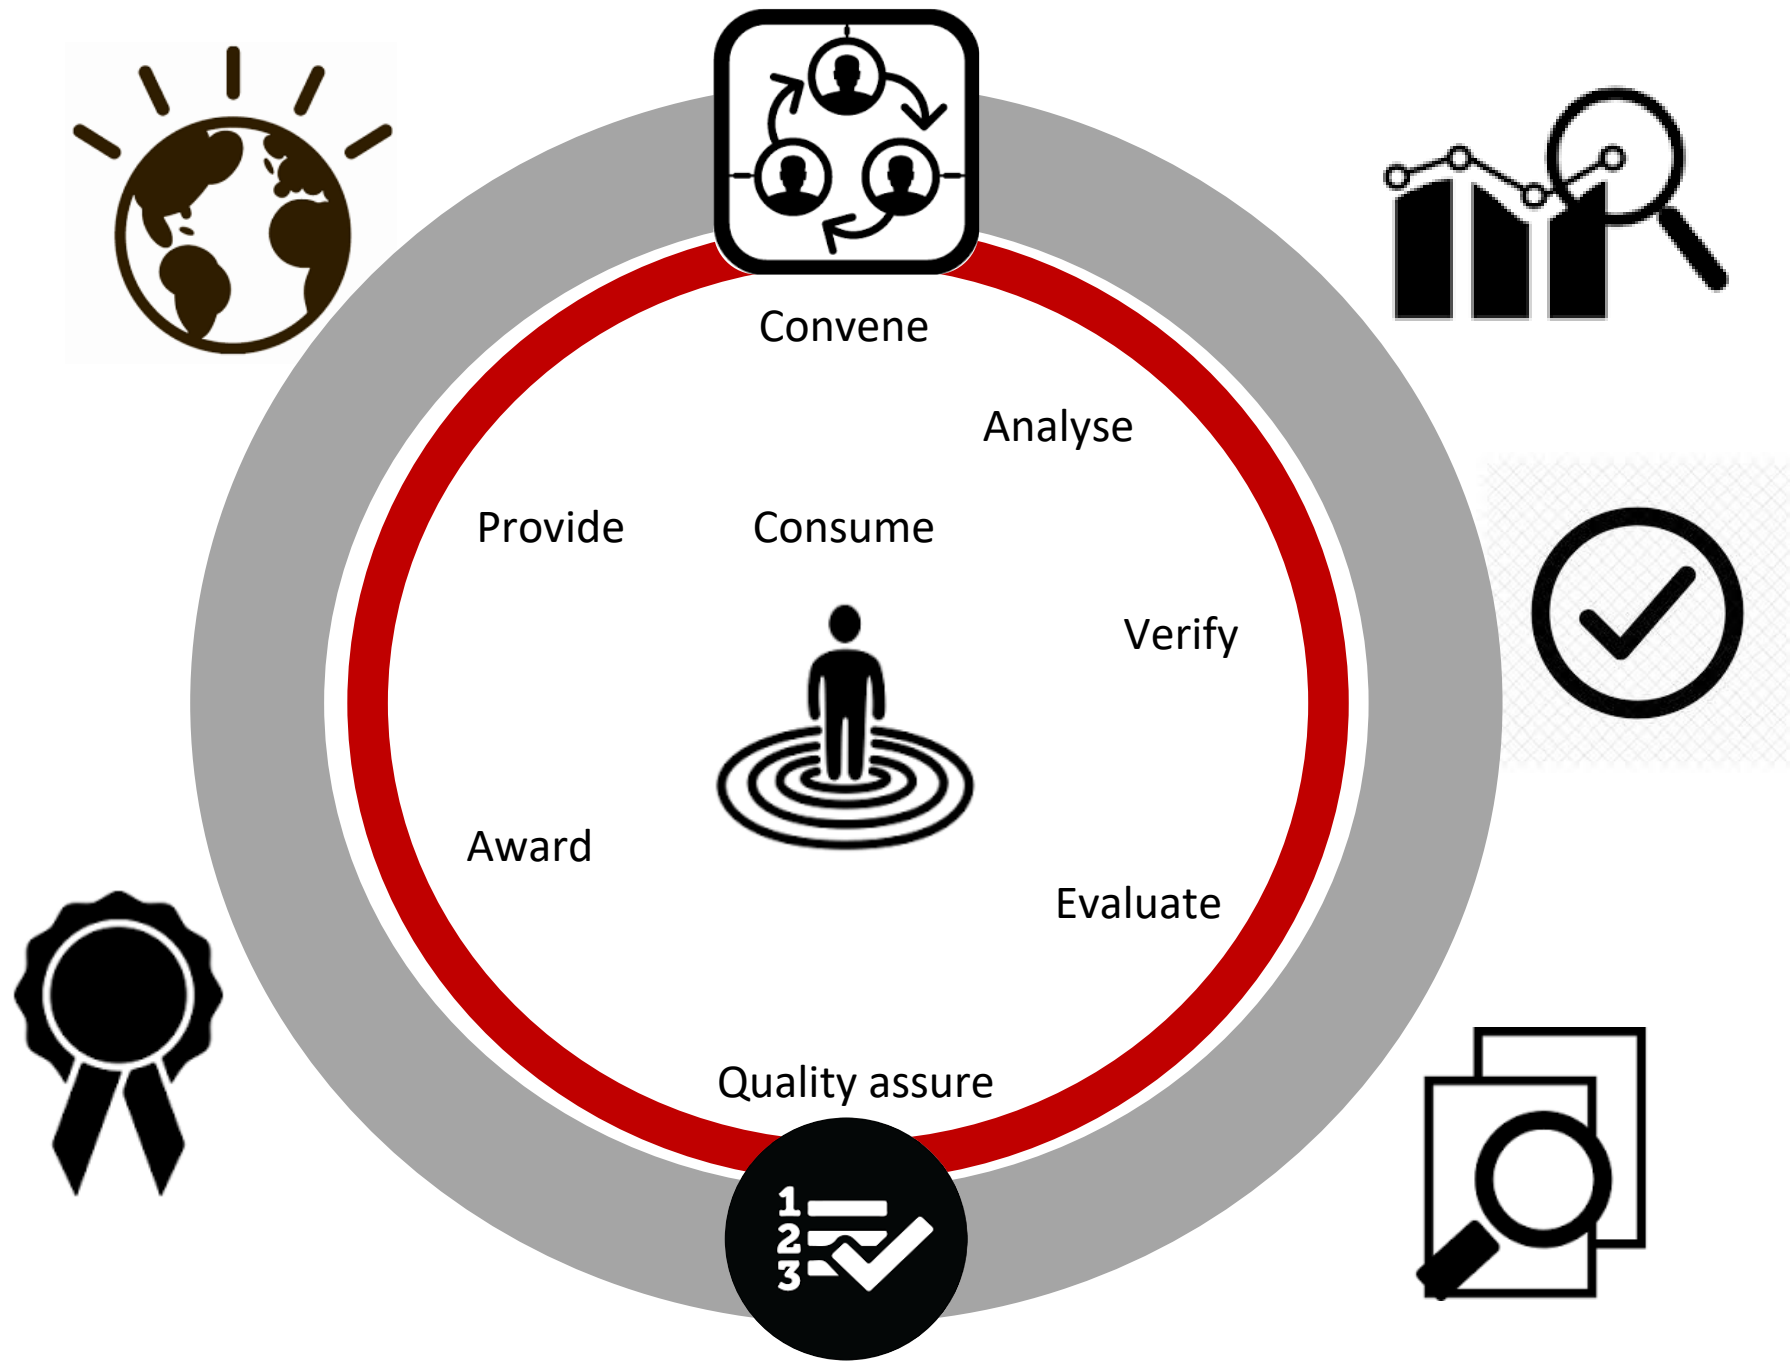 Convene
Analyse
Provide
Consume
Verify
Award
Evaluate
Quality assure
1
2
3